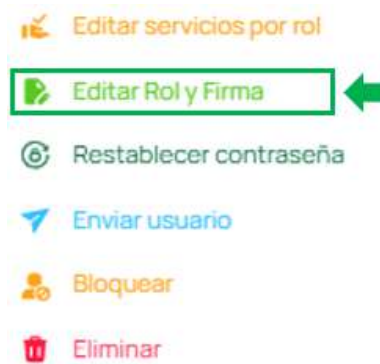 Editar servicios por rol
Editar Rol y Firma
Restablecer contraseña
Enviar usuario
Bloquear
Eliminar